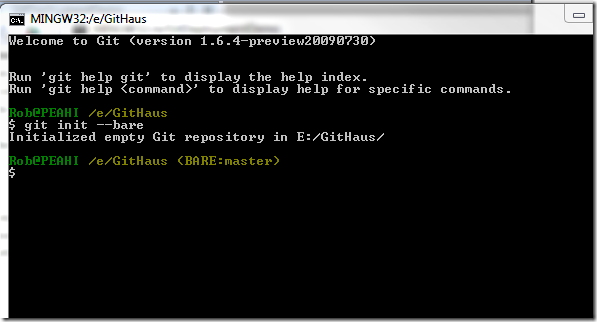 MINGW32:/e/GitHaus
Welcome to Git (version 1.6.4-preview20090730)
Run 'git help git' to display the help index.
Run 'git help <command>' to display help for specific commands.
Rob@PEAHI /e/GitHaus
$ git init --bare
Initialized empty Git repository in E:/GitHaus/
Rob@PEAHI /e/GitHaus (BARE:master)
$